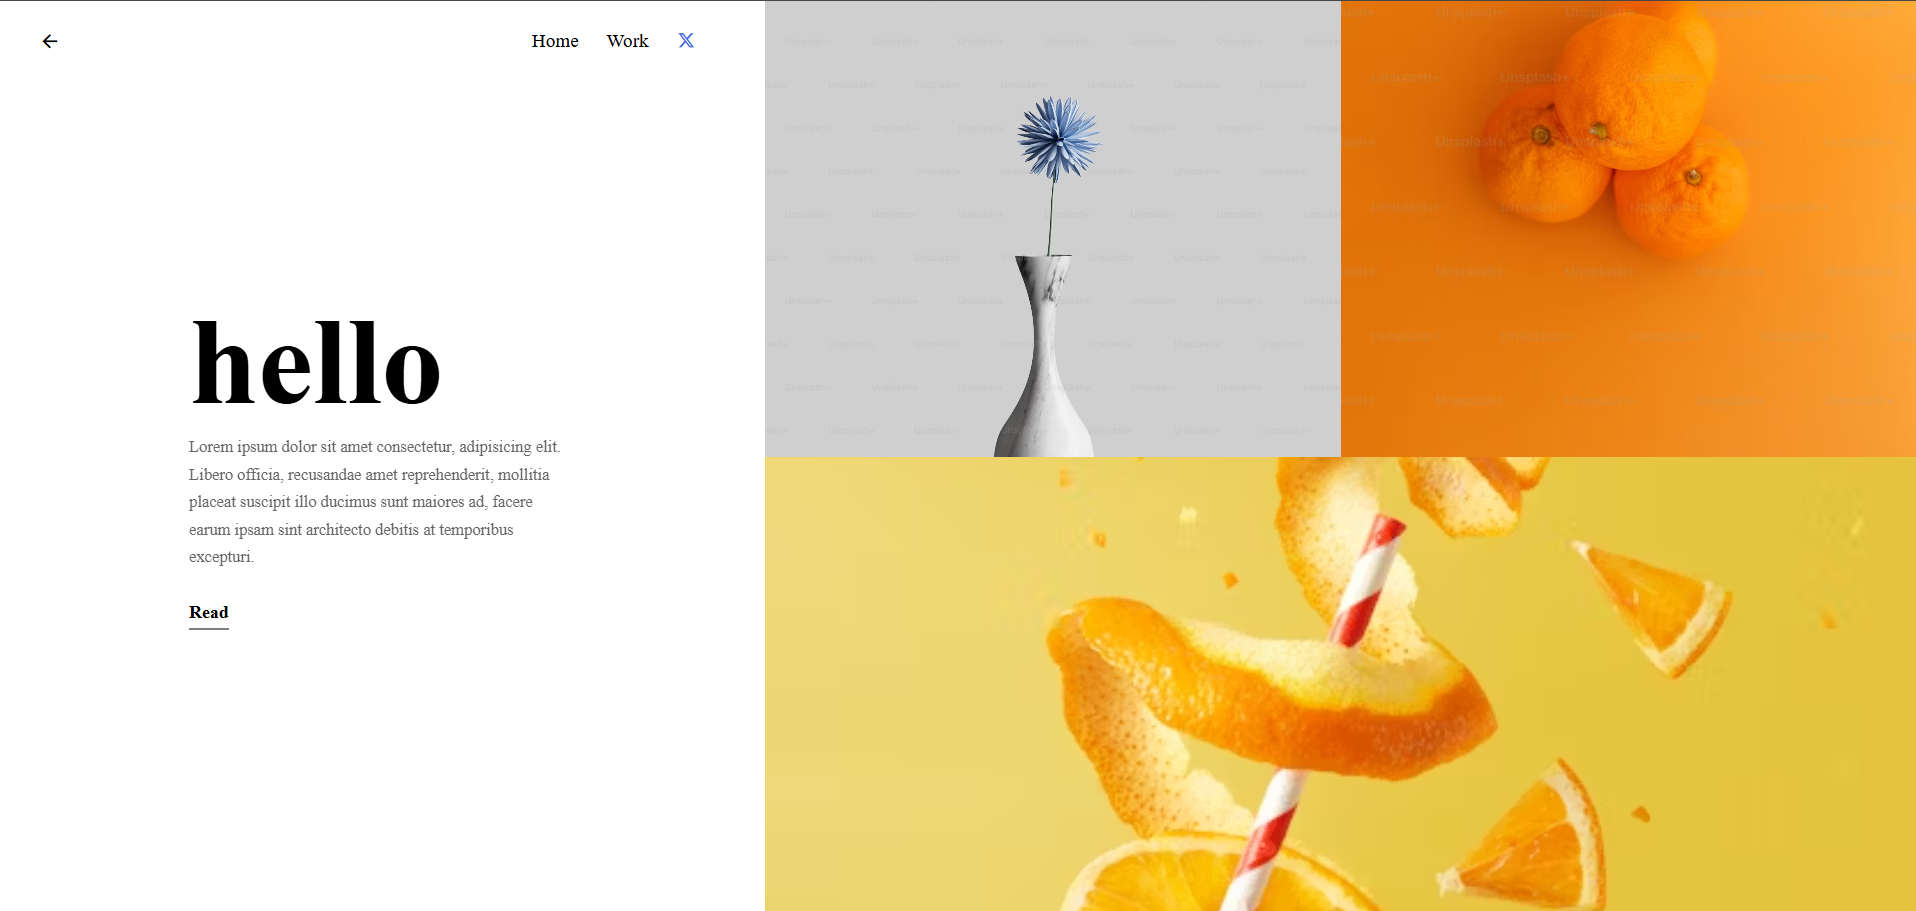 Home Work
hello
Lorem ipsum dolor sit amet consectetur, adipisicing elit.
Libero officia, recusandae amet reprehenderit, mollitia
placeat suscipit illo ducimus sunt maiores ad, facere
earum ipsam sint architecto debitis at temporibus
excepturi.
Read
Unsplash+